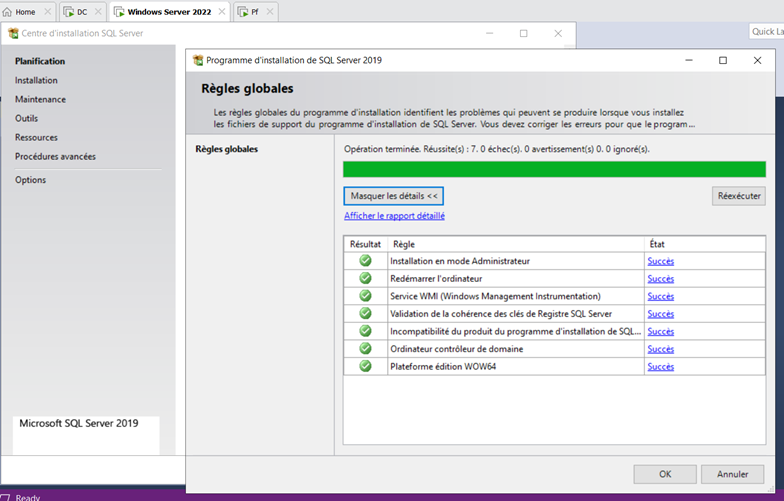 Home
DC
Windows Server 2022
Pf
Centre d'installation SQL Server
Quick La
Planification
Installation
Maintenance
Outils
Ressources
Procédures avancées
Options
Microsoft SQL Server 2019
Programme d'installation de SQL Server 2019
Règles globales
Les règles globales du programme d'installation identifient les problèmes qui peuvent se produire lorsque vous installez
les fichiers de support du programme d'installation de SQL Server. Vous devez corriger les erreurs pour que le program...
Règles globales
Opération terminée. Réussite(s) : 7. 0 échec(s). 0 avertissement(s) 0. 0 ignoré(s).
Masquer les détails <<
Réexécuter
Afficher le rapport détaillé
Résultat Règle État
Installation en mode Administrateur Succès
Redémarrer l'ordinateur Succès
Service WMI (Windows Management Instrumentation) Succès
Validation de la cohérence des clés de Registre SQL Server Succès
Incompatibilité du produit du programme d'installation de SQL... Succès
Ordinateur contrôleur de domaine Succès
Plateforme édition WOW64 Succès
OK
Annuler
Ready